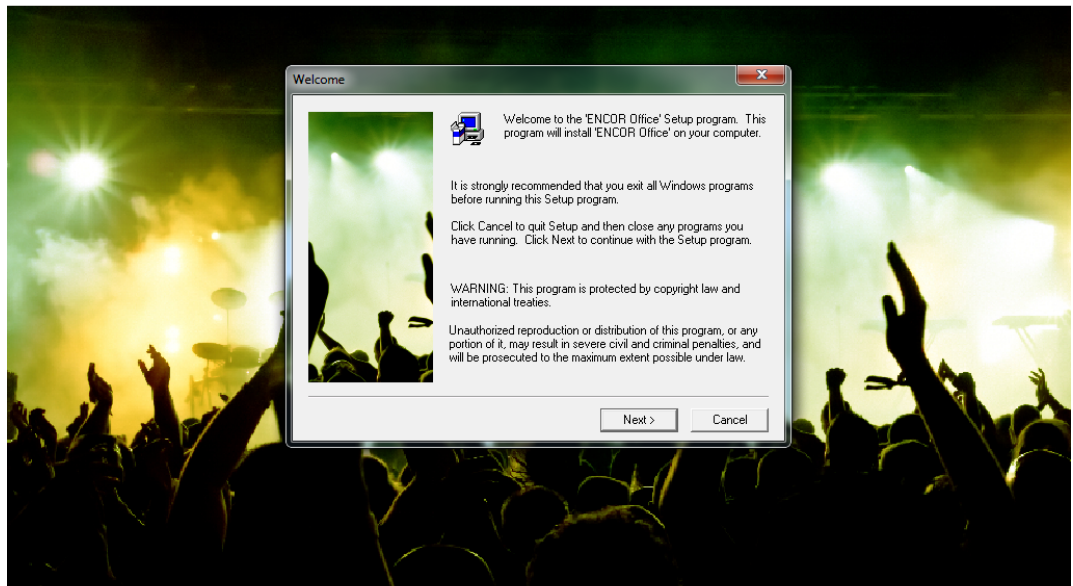 Welcome
Welcome to the 'ENCOR Office' Setup program. This
program will install 'ENCOR Office' on your computer.
It is strongly recommended that you exit all Windows programs
before running this Setup program.
Click Cancel to quit Setup and then close any programs you
have running. Click Next to continue with the Setup program.
WARNING: This program is protected by copyright law and
international treaties.
Unauthorized reproduction or distribution of this program, or any
portion of it, may result in severe civil and criminal penalties, and
will be prosecuted to the maximum extent possible under law.
Next >
Cancel